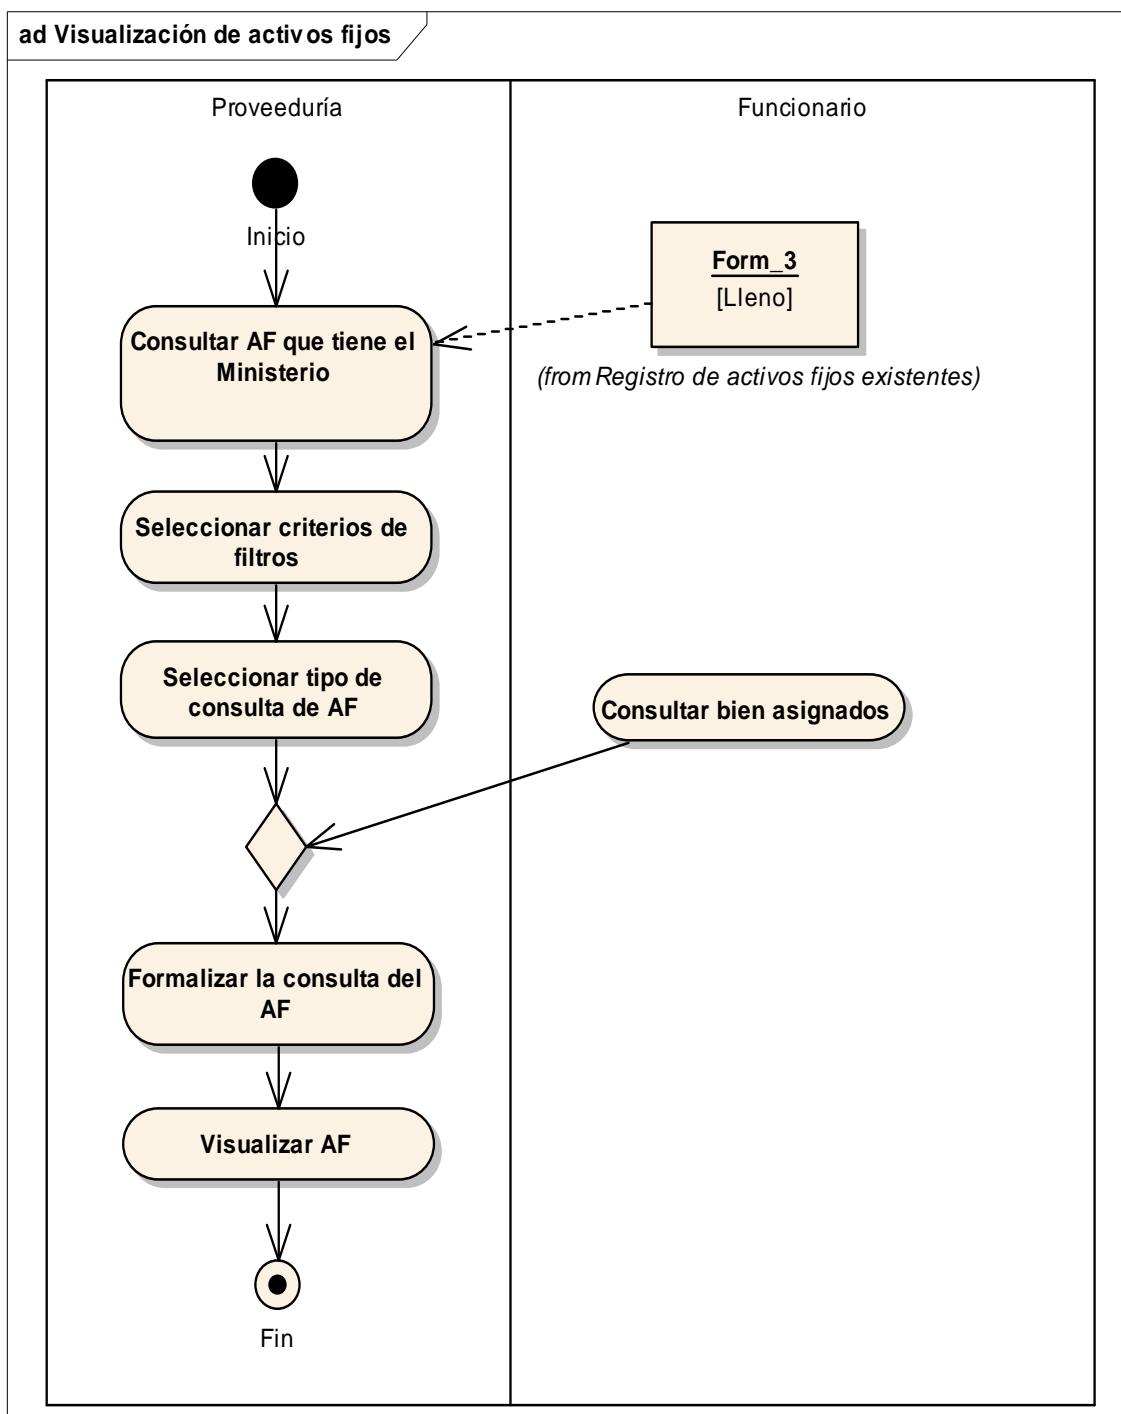 ad Visualización de activos fijos
Proveeduría
Funcionario
Inicio
Form_3
[Lleno]
(from Registro de activos fijos existentes)
Consultar AF que tiene el
Ministerio
Seleccionar criterios de
filtros
Seleccionar tipo de
consulta de AF
Consultar bien asignados
Formalizar la consulta del
AF
Visualizar AF
Fin